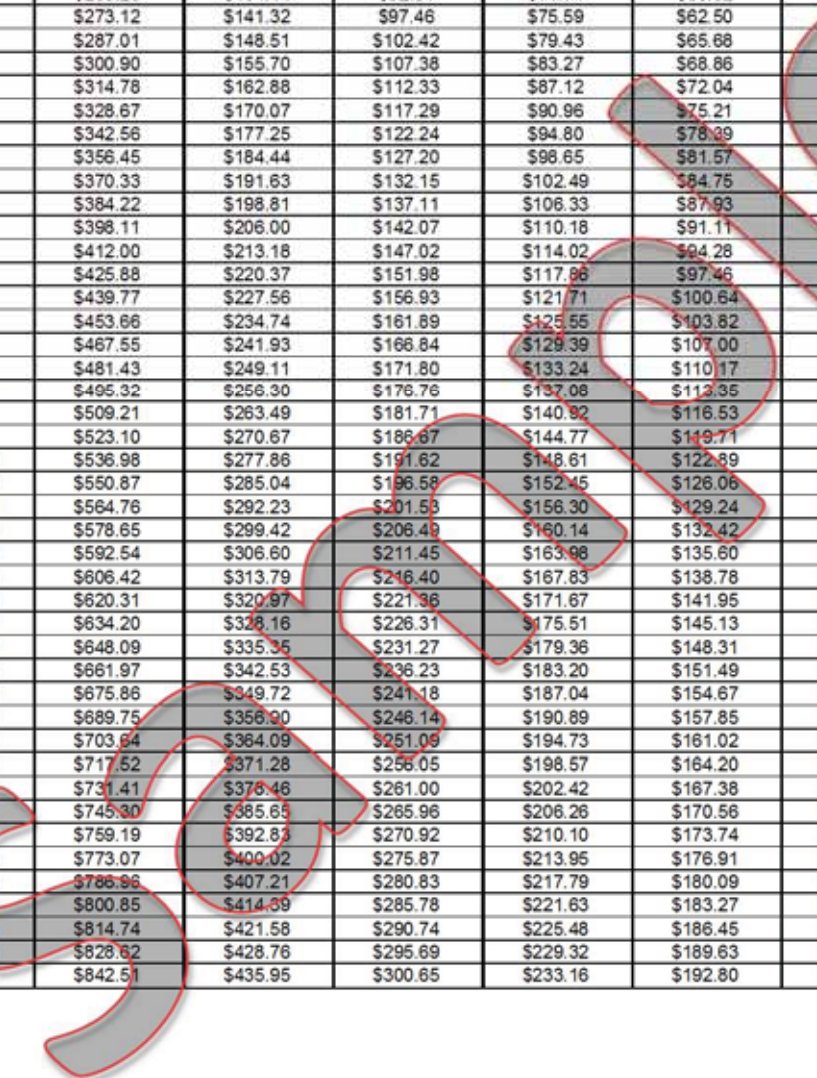 $273.12 $141.32 $97.46 $75.59 $62.50
$287.01 $148.51 $102.42 $79.43 $65.68
$300.90 $155.70 $107.38 $83.27 $68.86
$314.78 $162.88 $112.33 $87.12 $72.04
$328.67 $170.07 $117.29 $90.96 $75.21
$342.56 $177.25 $122.24 $94.80 $78.39
$356.45 $184.44 $127.20 $98.65 $81.57
$370.33 $191.63 $132.15 $102.49 $84.75
$384.22 $198.81 $137.11 $106.33 $87.93
$398.11 $206.00 $142.07 $110.18 $91.11
$412.00 $213.18 $147.02 $114.02 $94.28
$425.88 $220.37 $151.98 $117.86 $97.46
$439.77 $227.56 $156.93 $121.71 $100.64
$453.66 $234.74 $161.89 $125.55 $103.82
$467.55 $241.93 $166.84 $129.39 $107.00
$481.43 $249.11 $171.80 $133.24 $110.17
$495.32 $256.30 $176.76 $137.08 $113.35
$509.21 $263.49 $181.71 $140.92 $116.53
$523.10 $270.67 $186.67 $144.77 $119.71
$536.98 $277.86 $191.62 $148.61 $122.89
$550.87 $285.04 $196.58 $152.45 $126.06
$564.76 $292.23 $201.53 $156.30 $129.24
$578.65 $299.42 $206.49 $160.14 $132.42
$592.54 $306.60 $211.45 $163.98 $135.60
$606.42 $313.79 $216.40 $167.83 $138.78
$620.31 $320.97 $221.36 $171.67 $141.95
$634.20 $328.16 $226.31 $175.51 $145.13
$648.09 $335.35 $231.27 $179.36 $148.31
$661.97 $342.53 $236.23 $183.20 $151.49
$675.86 $349.72 $241.18 $187.04 $154.67
$689.75 $356.90 $246.14 $190.89 $157.85
$703.64 $364.09 $251.09 $194.73 $161.02
$717.52 $371.28 $256.05 $198.57 $164.20
$731.41 $378.46 $261.00 $202.42 $167.38
$745.30 $385.65 $265.96 $206.26 $170.56
$759.19 $392.83 $270.92 $210.10 $173.74
$773.07 $400.02 $275.87 $213.95 $176.91
$786.96 $407.21 $280.83 $217.79 $180.09
$800.85 $414.39 $285.78 $221.63 $183.27
$814.74 $421.58 $290.74 $225.48 $186.45
$828.62 $428.76 $295.69 $229.32 $189.63
$842.51 $435.95 $300.65 $233.16 $192.80
Sampl